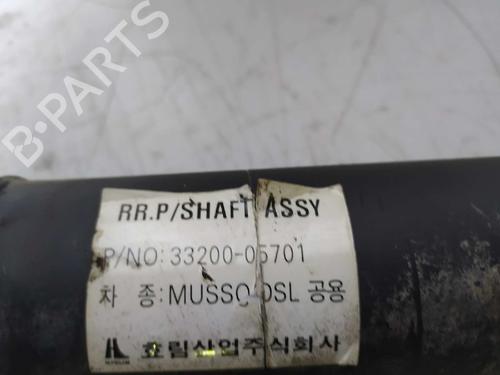 B-PARTS
RR.P/SHAFT ASSY
P/NO: 33200-05701
차 종: MUSSO DSL 공용
효림산업주식회사